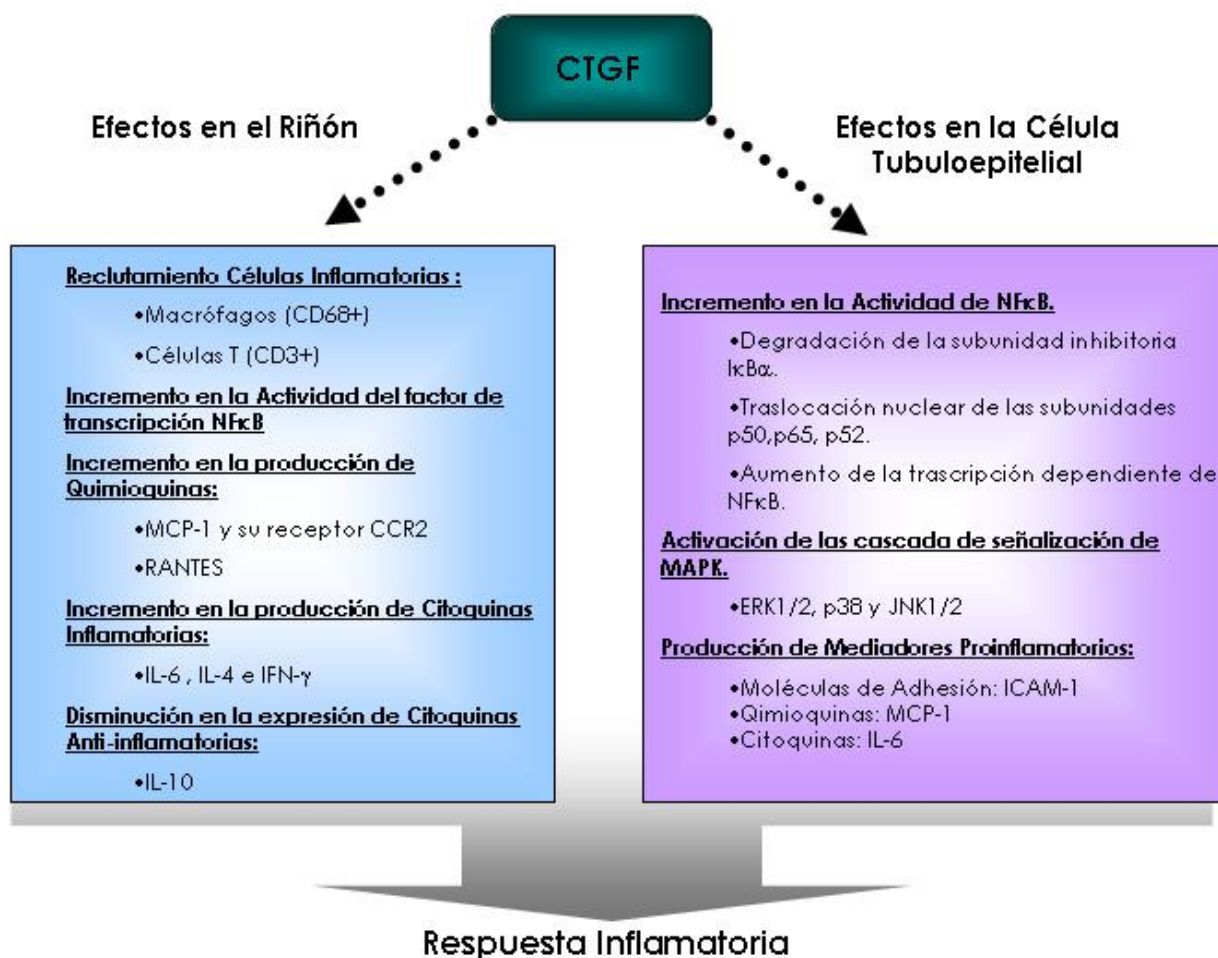 CTGF
Efectos en el Riñón
Efectos en la Célula
Tubuloepitelial
Reclutamiento Células Inflamatorias :
•Macrófagos (CD68+)
•Células T (CD3+)
Incremento en la Actividad del factor de
transcripción NFκB
Incremento en la producción de
Quimioquinas:
•MCP-1 y su receptor CCR2
•RANTES
Incremento en la producción de Citoquinas
Inflamatorias:
•IL-6 , IL-4 e IFN-γ
Disminución en la expresión de Citoquinas
Anti-inflamatorias:
•IL-10
Incremento en la Actividad de NFκB.
•Degradación de la subunidad inhibitoria
IκBα.
•Traslocación nuclear de las subunidades
p50,p65, p52.
•Aumento de la trascripción dependiente de
NFκB.
Activación de las cascada de señalización de
MAPK.
•ERK1/2, p38 y JNK1/2
Producción de Mediadores Proinflamatorios:
•Moléculas de Adhesión: ICAM-1
•Qimioquinas: MCP-1
•Citoquinas: IL-6
Respuesta Inflamatoria